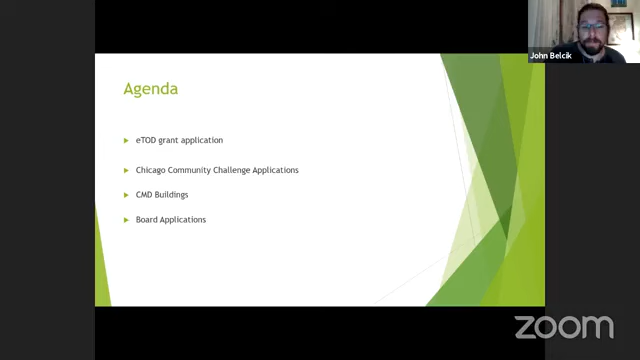 John Belcik
Agenda
eTOD grant application
Chicago Community Challenge Applications
CMD Buildings
Board Applications
zoom